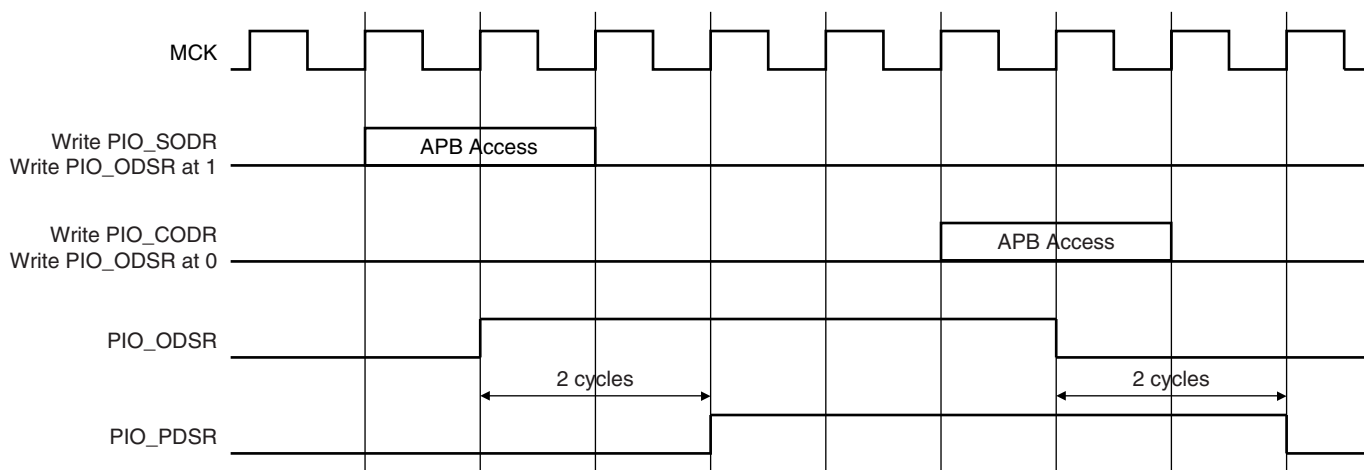 MCK
Write PIO_SODR
Write PIO_ODSR at 1
APB Access
Write PIO_CODR
Write PIO_ODSR at 0
APB Access
PIO_ODSR
2 cycles
2 cycles
PIO_PDSR